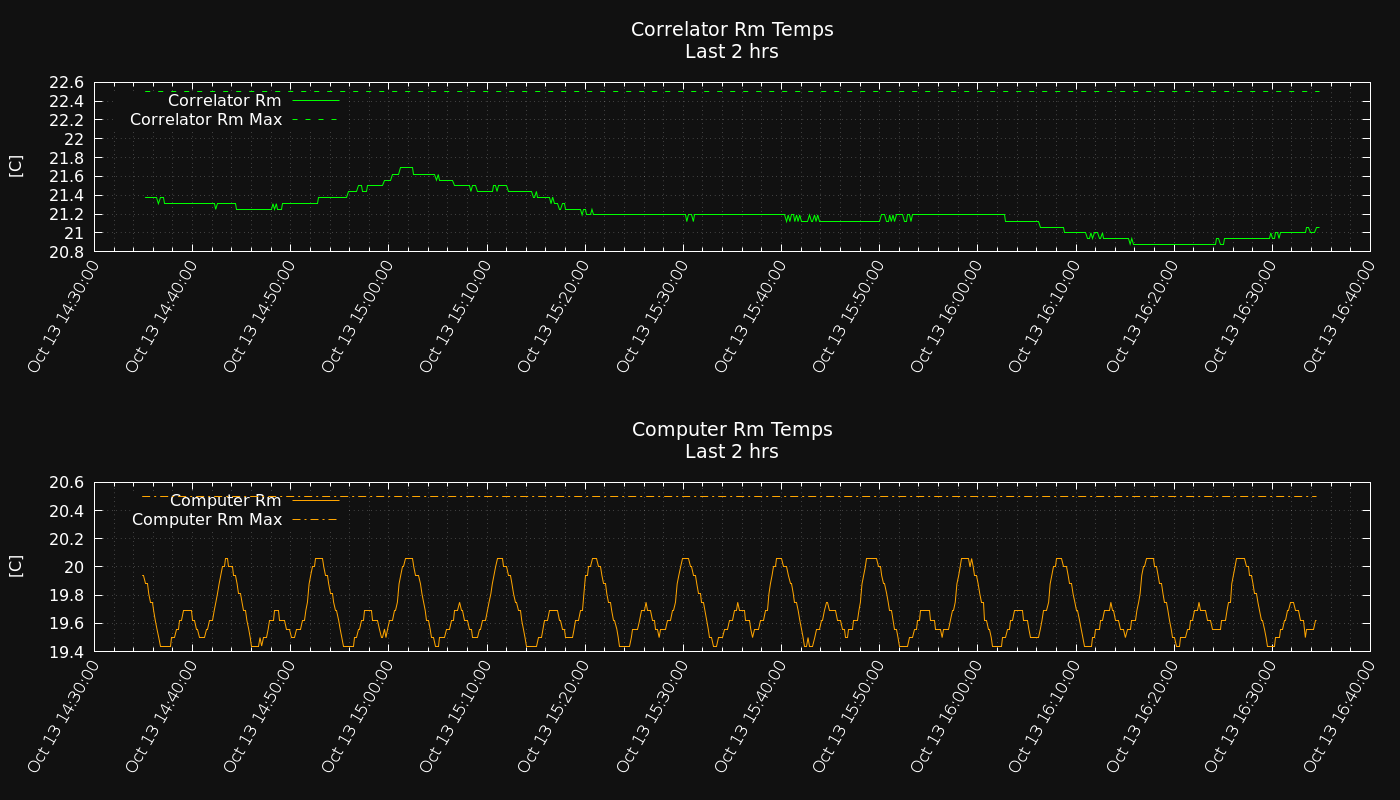 Correlator Rm Temps
Last 2 hrs
22.6
22.4
22.2
22
21.8
21.6
21.4
21.2
21
20.8
[C]
Correlator Rm
Correlator Rm Max
Oct 13 14:30:00
Oct 13 14:40:00
Oct 13 14:50:00
Oct 13 15:00:00
Oct 13 15:10:00
Oct 13 15:20:00
Oct 13 15:30:00
Oct 13 15:40:00
Oct 13 15:50:00
Oct 13 16:00:00
Oct 13 16:10:00
Oct 13 16:20:00
Oct 13 16:30:00
Oct 13 16:40:00
Computer Rm Temps
Last 2 hrs
20.6
20.4
20.2
20
19.8
19.6
19.4
[C]
Computer Rm
Computer Rm Max
Oct 13 14:30:00
Oct 13 14:40:00
Oct 13 14:50:00
Oct 13 15:00:00
Oct 13 15:10:00
Oct 13 15:20:00
Oct 13 15:30:00
Oct 13 15:40:00
Oct 13 15:50:00
Oct 13 16:00:00
Oct 13 16:10:00
Oct 13 16:20:00
Oct 13 16:30:00
Oct 13 16:40:00